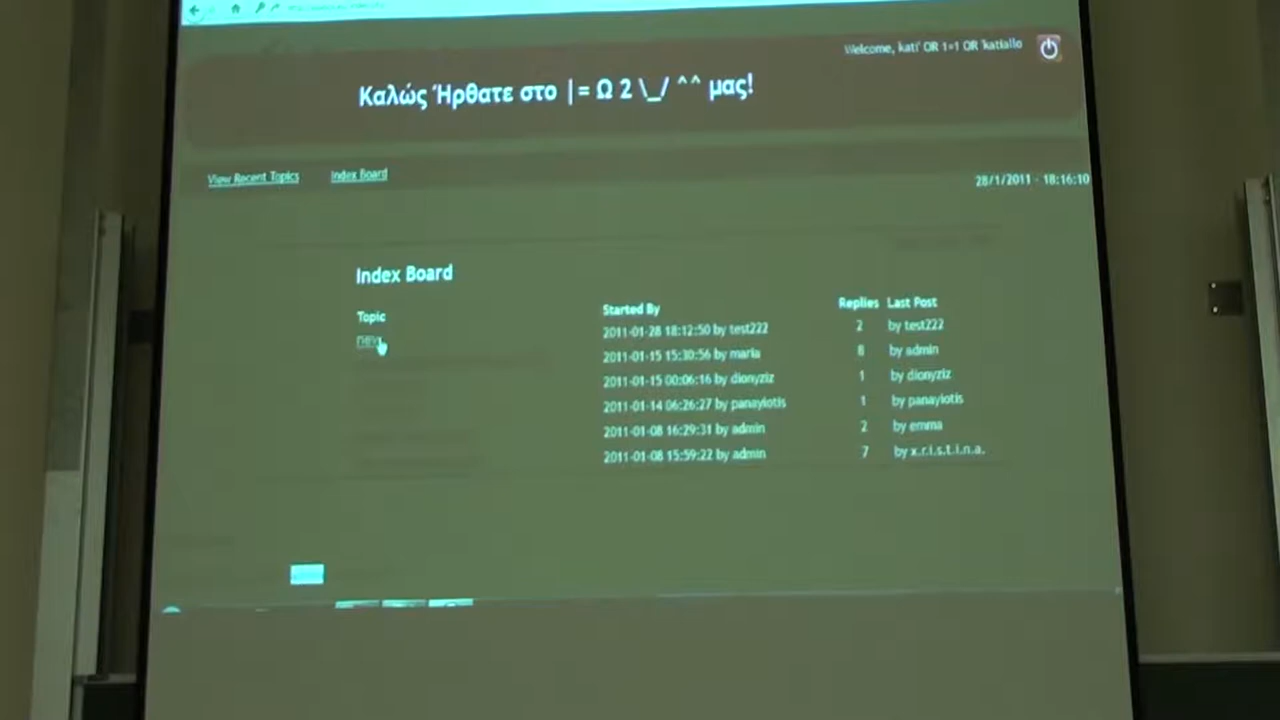 Welcome, kati' OR 1=1 OR 'katiallo
Καλώς Ήρθατε στο |= Ω 2 \_/ ^^ μας!
View Recent Topics Index Board
28/1/2011 - 18:16:10
Index Board
Topic Started By Replies Last Post
new 2011-01-28 18:12:50 by test222 2 by test222
2011-01-15 15:30:56 by maria 8 by admin
2011-01-15 00:06:16 by dionyziz 1 by dionyziz
2011-01-14 06:26:27 by panayiotis 1 by panayiotis
2011-01-08 16:29:31 by admin 2 by emma
2011-01-08 15:59:22 by admin 7 by x.r.i.s.t.i.n.a.